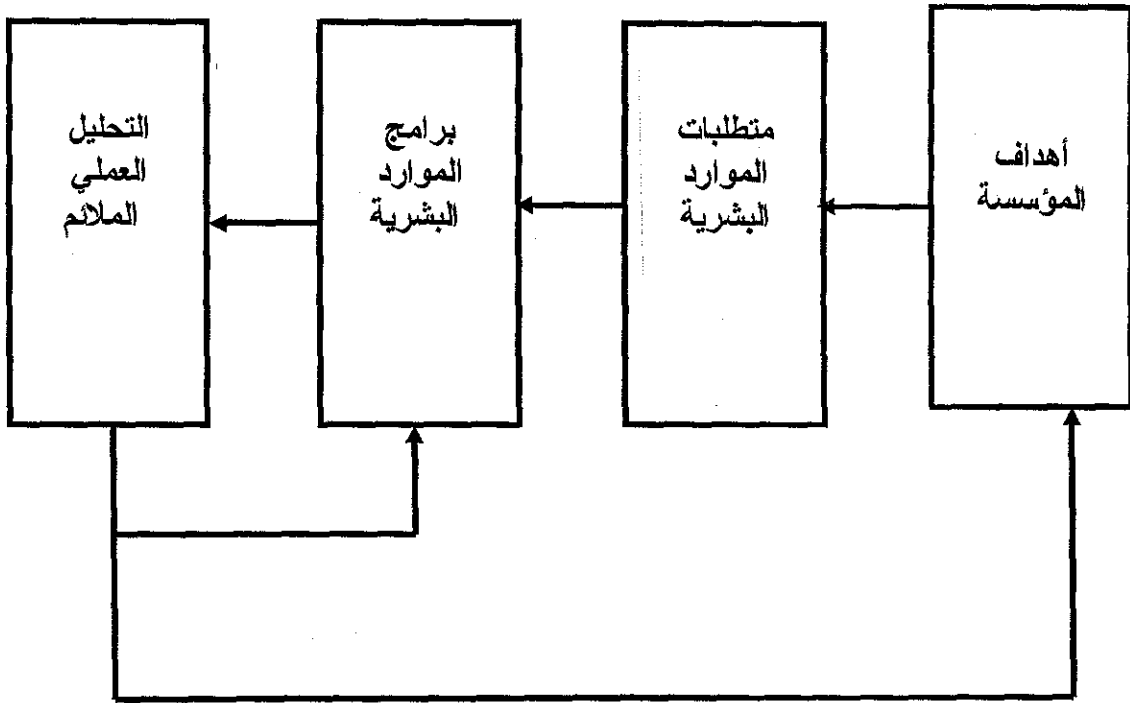 أهداف
المؤسسة
متطلبات
الموارد
البشرية
برامج
الموارد
البشرية
التحليل
العملي
الملائم